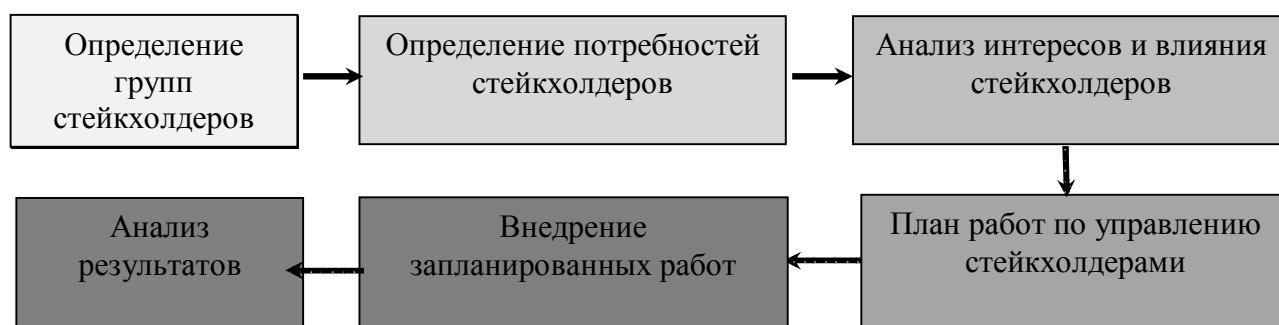 Определение
групп
стейкхолдеров
Определение потребностей
стейкхолдеров
Анализ интересов и влияния
стейкхолдеров
План работ по управлению
стейкхолдерами
Внедрение
запланированных работ
Анализ
результатов